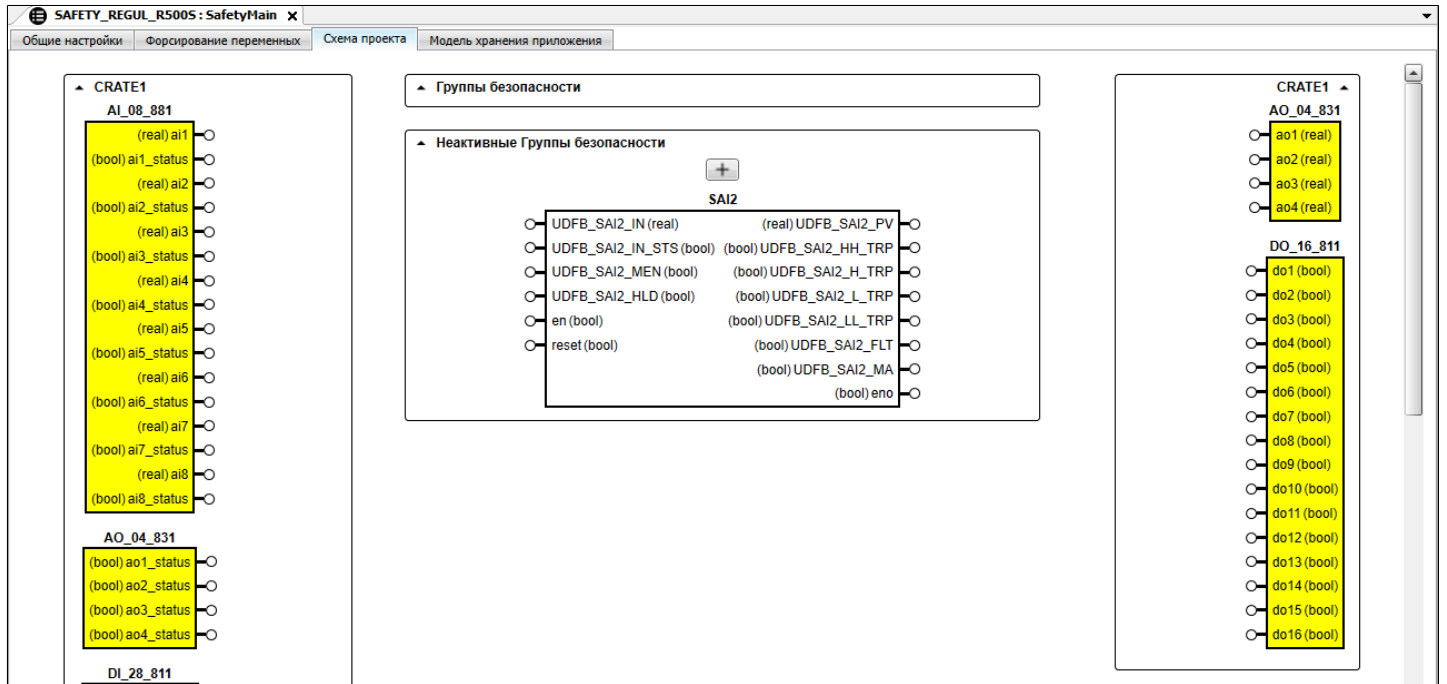 SAFETY_REGUL_R500S: SafetyMain x
Общие настройки Форсирование переменных Схема проекта Модель хранения приложения
CRATE1
AI_08_881
(real) ai1
(bool) ai1_status
(real) ai2
(bool) ai2_status
(real) ai3
(bool) ai3_status
(real) ai4
(bool) ai4_status
(real) ai5
(bool) ai5_status
(real) ai6
(bool) ai6_status
(real) ai7
(bool) ai7_status
(real) ai8
(bool) ai8_status
AO_04_831
(bool) ao1_status
(bool) ao2_status
(bool) ao3_status
(bool) ao4_status
DI_28_811
Группы безопасности
Неактивные Группы безопасности
+
SAI2
UDFB_SAI2_IN (real) (real) UDFB_SAI2_PV
UDFB_SAI2_IN_STS (bool) (bool) UDFB_SAI2_HH_TRP
UDFB_SAI2_MEN (bool) (bool) UDFB_SAI2_H_TRP
UDFB_SAI2_HLD (bool) (bool) UDFB_SAI2_L_TRP
en (bool) (bool) UDFB_SAI2_LL_TRP
reset (bool) (bool) UDFB_SAI2_FLT
(bool) UDFB_SAI2_MA
(bool) eno
CRATE1
AO_04_831
ao1 (real)
ao2 (real)
ao3 (real)
ao4 (real)
DO_16_811
do1 (bool)
do2 (bool)
do3 (bool)
do4 (bool)
do5 (bool)
do6 (bool)
do7 (bool)
do8 (bool)
do9 (bool)
do10 (bool)
do11 (bool)
do12 (bool)
do13 (bool)
do14 (bool)
do15 (bool)
do16 (bool)